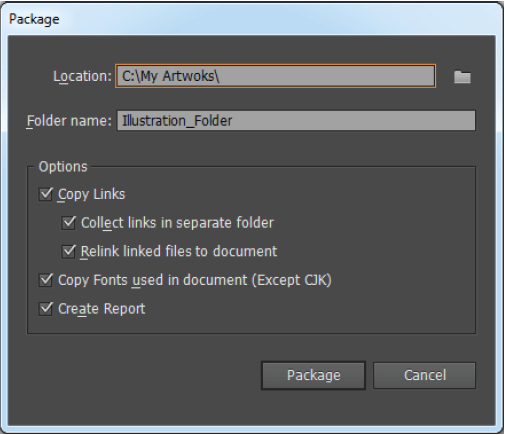 Package
Location: C:\My Artwoks\
Folder name: Illustration_Folder
Options
Copy Links
Collect links in separate folder
Relink linked files to document
Copy Fonts used in document (Except CJK)
Create Report
Package Cancel